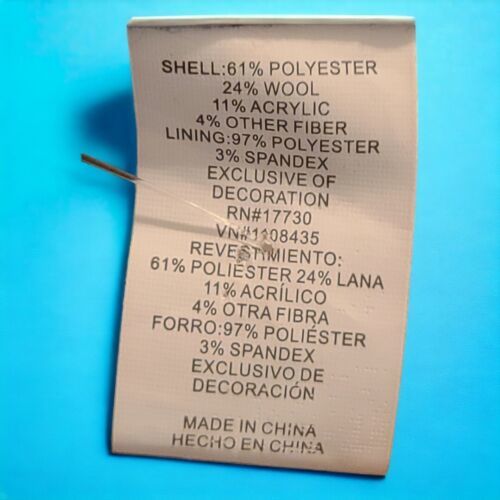 SHELL:61% POLYESTER
24% WOOL
11% ACRYLIC
4% OTHER FIBER
LINING:97% POLYESTER
3% SPANDEX
EXCLUSIVE OF
DECORATION
RN#17730
VN#1108435
REVESTIMIENTO:
61% POLIÉSTER 24% LANA
11% ACRÍLICO
4% OTRA FIBRA
FORRO:97% POLIÉSTER
3% SPANDEX
EXCLUSIVO DE
DECORACIÓN
MADE IN CHINA
HECHO EN CHINA